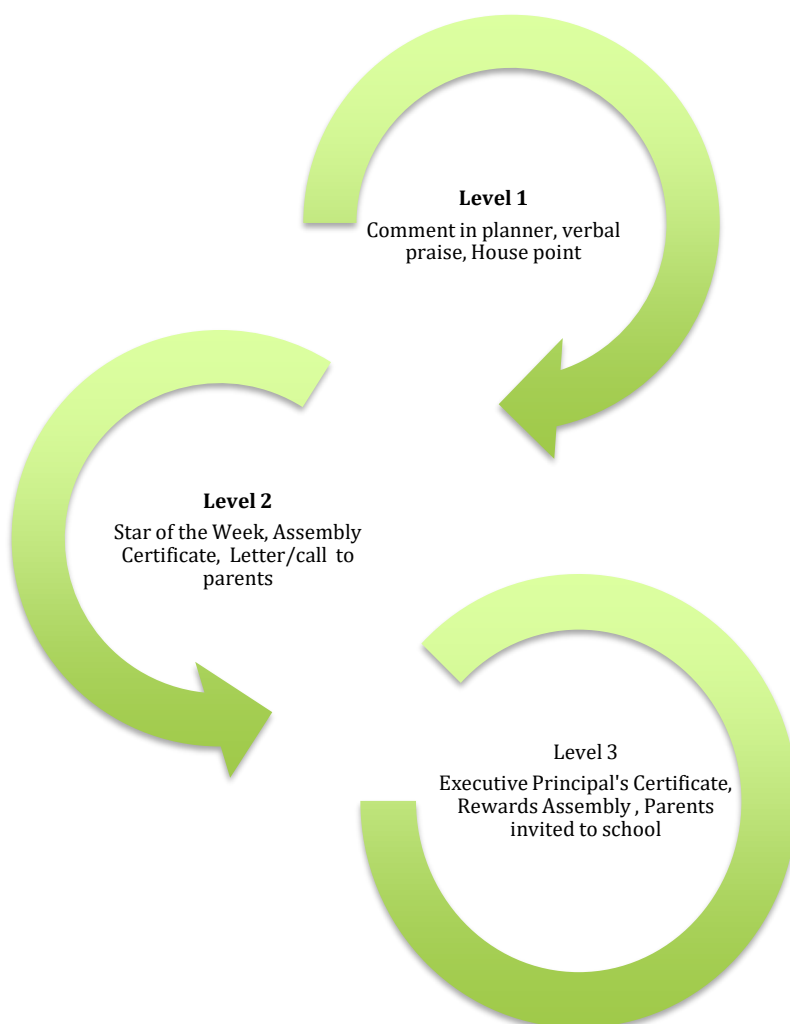 Level 1
Comment in planner, verbal
praise, House point
Level 2
Star of the Week, Assembly
Certificate,  Letter/call  to
parents
Level 3
Executive Principal's Certificate,
Rewards Assembly , Parents
invited to school